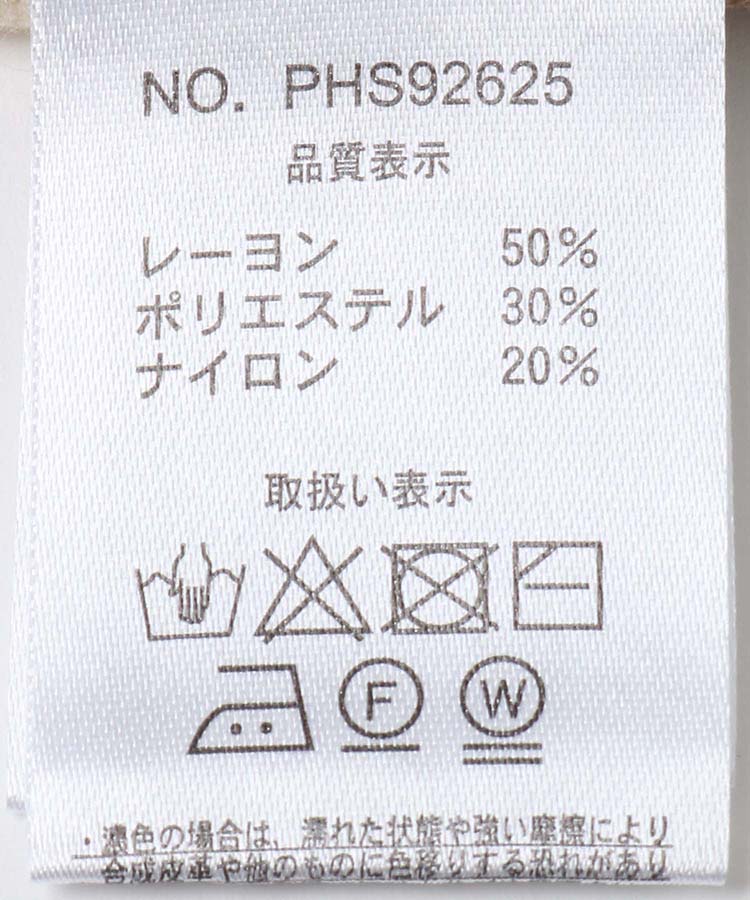 NO. PHS92625
品質表示
レーヨン 50%
ポリエステル 30%
ナイロン 20%
取扱い表示
F W
・濃色の場合は、濡れた状態や強い摩擦により
合成皮革や他のものに色移りする恐れがあり